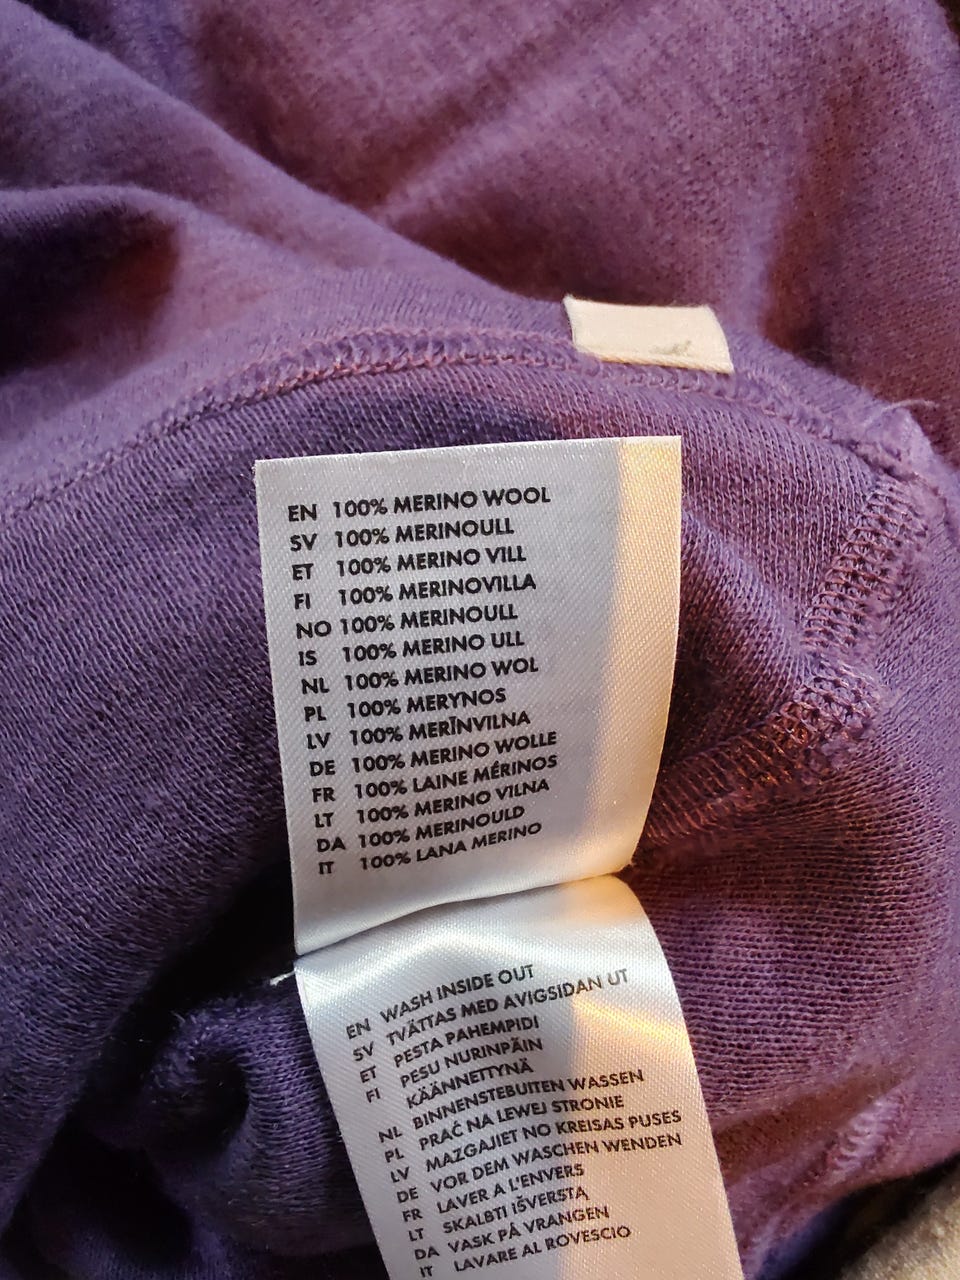 EN 100% MERINO WOOL
SV 100% MERINOULL
ET 100% MERINO VILL
FI 100% MERINOVILLA
NO 100% MERINOULL
IS 100% MERINO ULL
NL 100% MERINO WOL
PL 100% MERYNOS
LV 100% MERĪNVILNA
DE 100% MERINO WOLLE
FR 100% LAINE MÉRINOS
LT 100% MERINO VILNA
DA 100% MERINOULD
IT 100% LANA MERINO
EN WASH INSIDE OUT
SV TVÄTTAS MED AVIGSIDAN UT
ET PESTA PAHEMPIDI
FI PESU NURINPÄIN
KÄÄNNETTYNÄ
NL BINNENSTEBUITEN WASSEN
PL PRAĆ NA LEWEJ STRONIE
LV MAZGAJIET NO KREISAS PUSES
DE VOR DEM WASCHEN WENDEN
FR LAVER A L'ENVERS
LT SKALBTI IŠVERSTĄ
DA VASK PÅ VRANGEN
IT LAVARE AL ROVESCIO